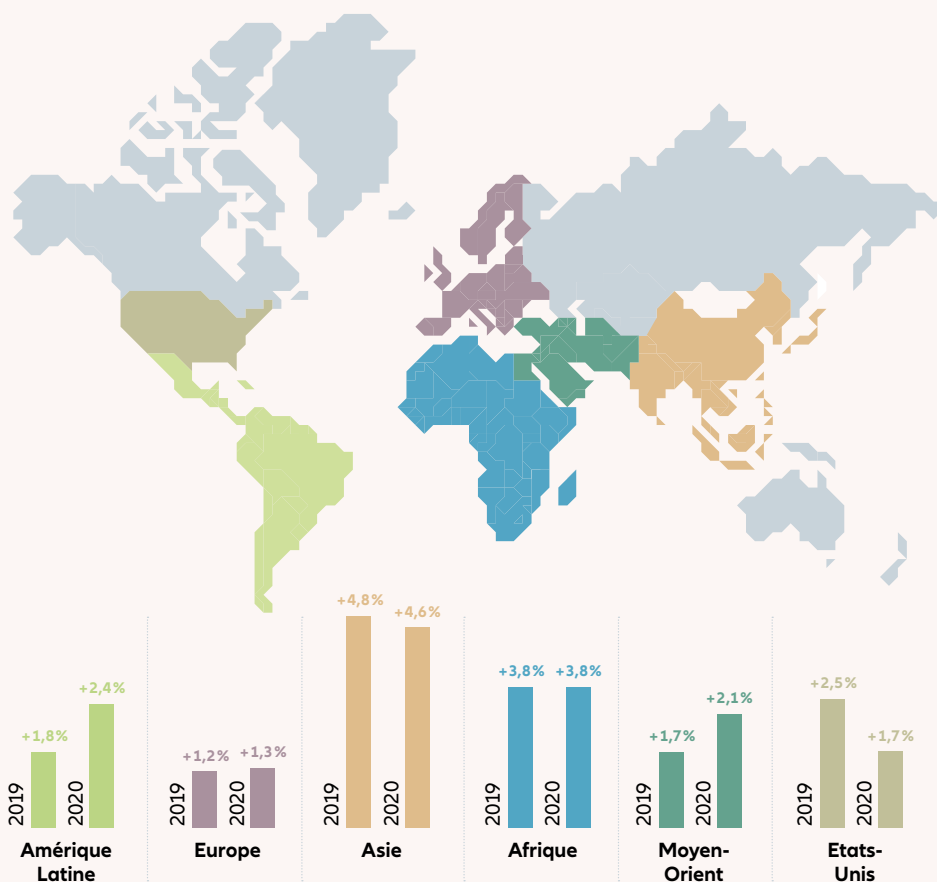 +1,8%
+2,4%
2019
2020
Amérique
Latine
+1,2%
+1,3%
2019
2020
Europe
+4,8%
+4,6%
2019
2020
Asie
+3,8%
+3,8%
2019
2020
Afrique
+1,7%
+2,1%
2019
2020
Moyen-
Orient
+2,5%
+1,7%
2019
2020
Etats-
Unis